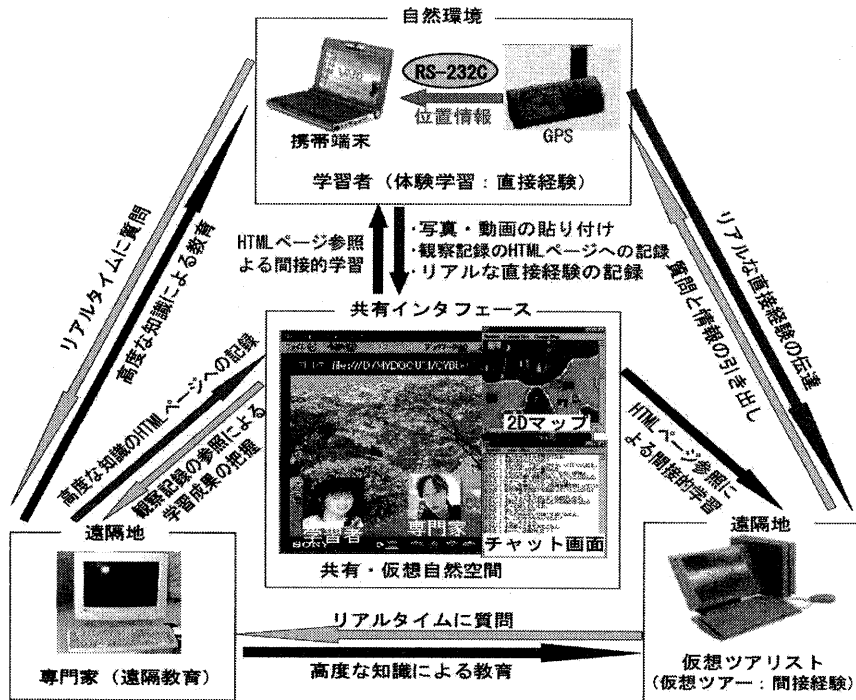 自然環境
RS-232C
位置情報
携帯端末
GPS
学習者（体験学習：直接経験）
リアルタイムに質問
高度な知識による教育
HTMLページ参照
よる間接的学習
・写真・動画の貼り付け
・観察記録のHTMLページへの記録
・リアルな直接経験の記録
リアルな直接経験の伝達
質問と情報の引き出し
共有インタフェース
2Dマップ
学習者
専門家
SONY
チャット画面
共有・仮想自然空間
高度な知識のHTMLページへの記録
観察記録の参照による
学習成果の把握
HTMLページ参照に
よる間接的学習
遠隔地
専門家（遠隔教育）
リアルタイムに質問
高度な知識による教育
遠隔地
仮想ツアリスト
（仮想ツアー：間接経験）